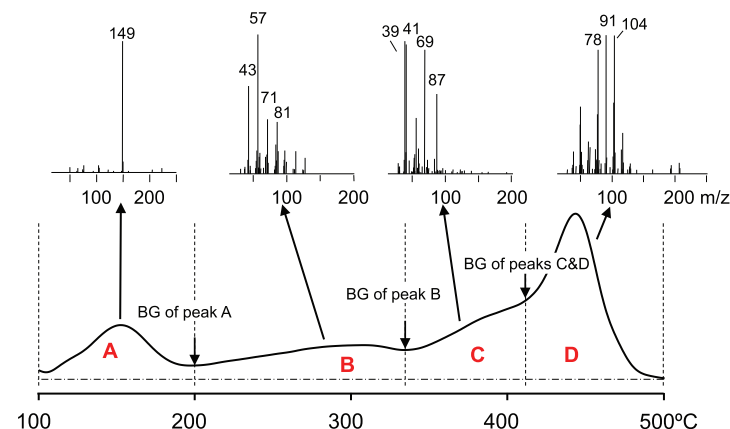 149
57
43
71
81
39 41
69
87
91
104
78
100 200
100 200
100 200
100 200 m/z
BG of peak A
BG of peak B
BG of peaks C&D
A
B
C
D
100 200 300 400 500ºC